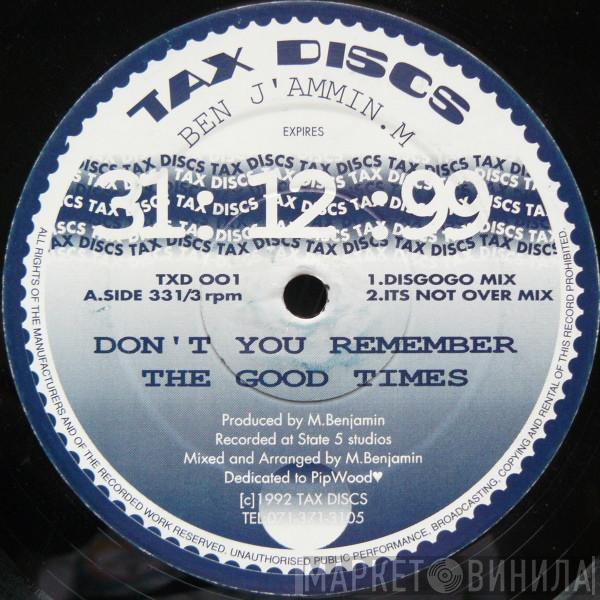 TAX DISCS
BEN J'AMMIN.M
EXPIRES
DISCS TAX DISCS TAX DISCS TAX DISCS TAX DISCS
31:12:99
TXD 001
A.SIDE 331/3 rpm
1.DISGOGO MIX
2.ITS NOT OVER MIX
DON'T YOU REMEMBER
THE GOOD TIMES
Produced by M.Benjamin
Recorded at State 5 studios
Mixed and Arranged by M.Benjamin
Dedicated to PipWood♥
[c]1992 TAX DISCS
TEL:071-371-3105
ALL RIGHTS OF THE MANUFACTURERS AND OF THE RECORDED WORK RESERVED. UNAUTHORISED PUBLIC PERFORMANCE, BROADCASTING, COPYING AND RENTAL OF THIS RECORD PROHIBITED.
МАРКЕТ ВИНИЛА